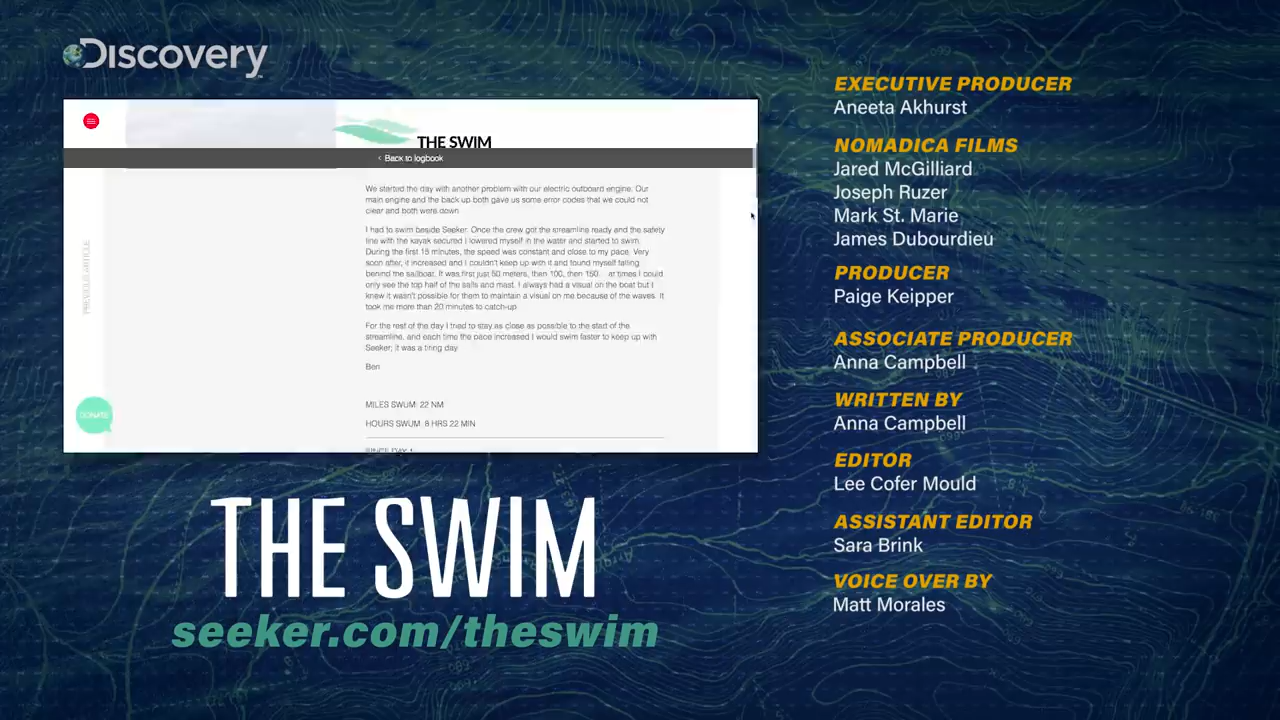 Discovery
THE SWIM
‹ Back to logbook
We started the day with another problem with our electric outboard engine. Our
main engine and the back up both gave us some error codes that we could not
clear and both were down
I had to swim beside Seeker. Once the crew got the streamline ready and the safety
line with the kayak secured I lowered myself in the water and started to swim.
During the first 15 minutes, the speed was constant and close to my pace. Very
soon after, it increased and I couldn't keep up with it and found myself falling
behind the sailboat. It was first just 50 meters, then 100, then 150... at times I could
only see the top half of the sails and mast. I always had a visual on the boat but I
knew it wasn't possible for them to maintain a visual on me because of the waves. It
took me more than 20 minutes to catch-up
For the rest of the day I tried to stay as close as possible to the start of the
streamline, and each time the pace increased I would swim faster to keep up with
Seeker; it was a tiring day
Ben
MILES SWUM: 22 NM
HOURS SWUM: 8 HRS 22 MIN
SINCE DAY 1
PREVIOUS ARTICLE
DONATE
THE SWIM
seeker.com/theswim
EXECUTIVE PRODUCER
Aneeta Akhurst
NOMADICA FILMS
Jared McGilliard
Joseph Ruzer
Mark St. Marie
James Dubourdieu
PRODUCER
Paige Keipper
ASSOCIATE PRODUCER
Anna Campbell
WRITTEN BY
Anna Campbell
EDITOR
Lee Cofer Mould
ASSISTANT EDITOR
Sara Brink
VOICE OVER BY
Matt Morales